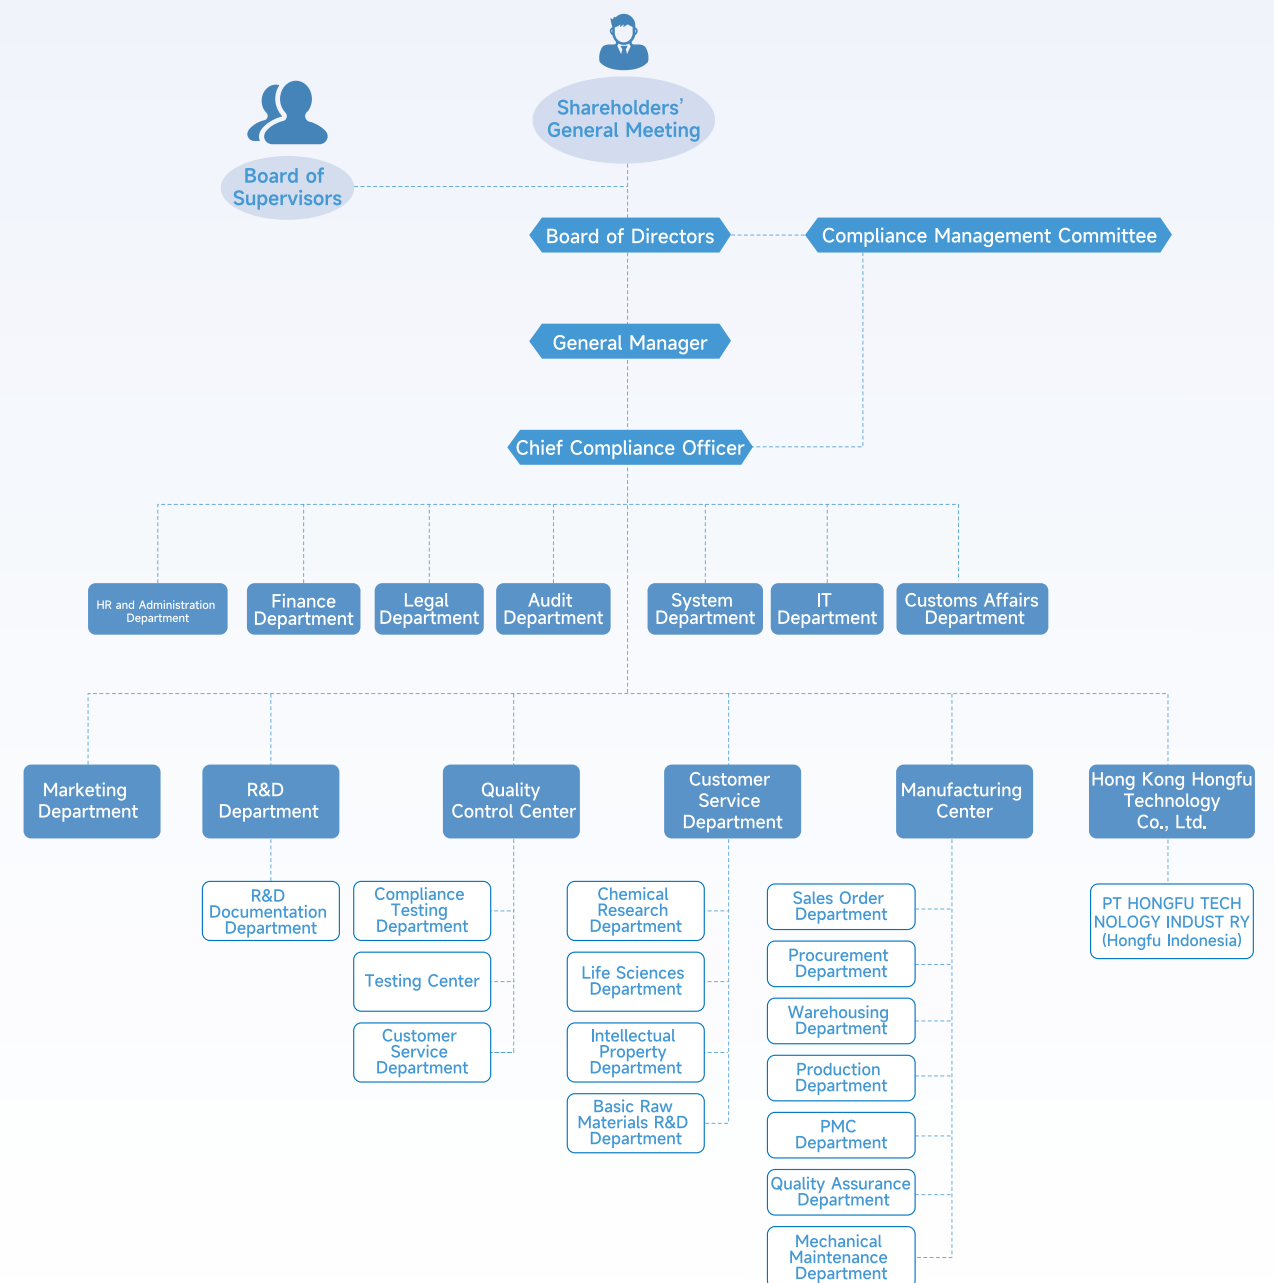 Shareholders’
General Meeting
Board of
Supervisors
Board of Directors
Compliance Management Committee
General Manager
Chief Compliance Officer
HR and Administration
Department
Finance
Department
Legal
Department
Audit
Department
System
Department
IT
Department
Customs Affairs
Department
Marketing
Department
R&D
Department
Quality
Control Center
Customer
Service
Department
Manufacturing
Center
Hong Kong Hongfu
Technology
Co., Ltd.
R&D
Documentation
Department
Compliance
Testing
Department
Testing Center
Customer
Service
Department
Chemical
Research
Department
Life Sciences
Department
Intellectual
Property
Department
Basic Raw
Materials R&D
Department
Sales Order
Department
Procurement
Department
Warehousing
Department
Production
Department
PMC
Department
Quality Assurance
Department
Mechanical
Maintenance
Department
PT HONGFU TECH
NOLOGY INDUST RY
(Hongfu Indonesia)